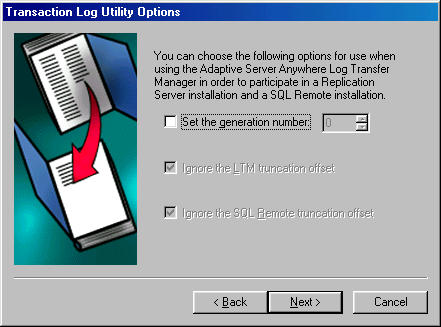 Transaction Log Utility Options
You can choose the following options for use when
using the Adaptive Server Anywhere Log Transfer
Manager in order to participate in a Replication
Server installation and a SQL Remote installation.
Set the generation number: 0
Ignore the LTM truncation offset
Ignore the SQL Remote truncation offset
< Back Next > Cancel